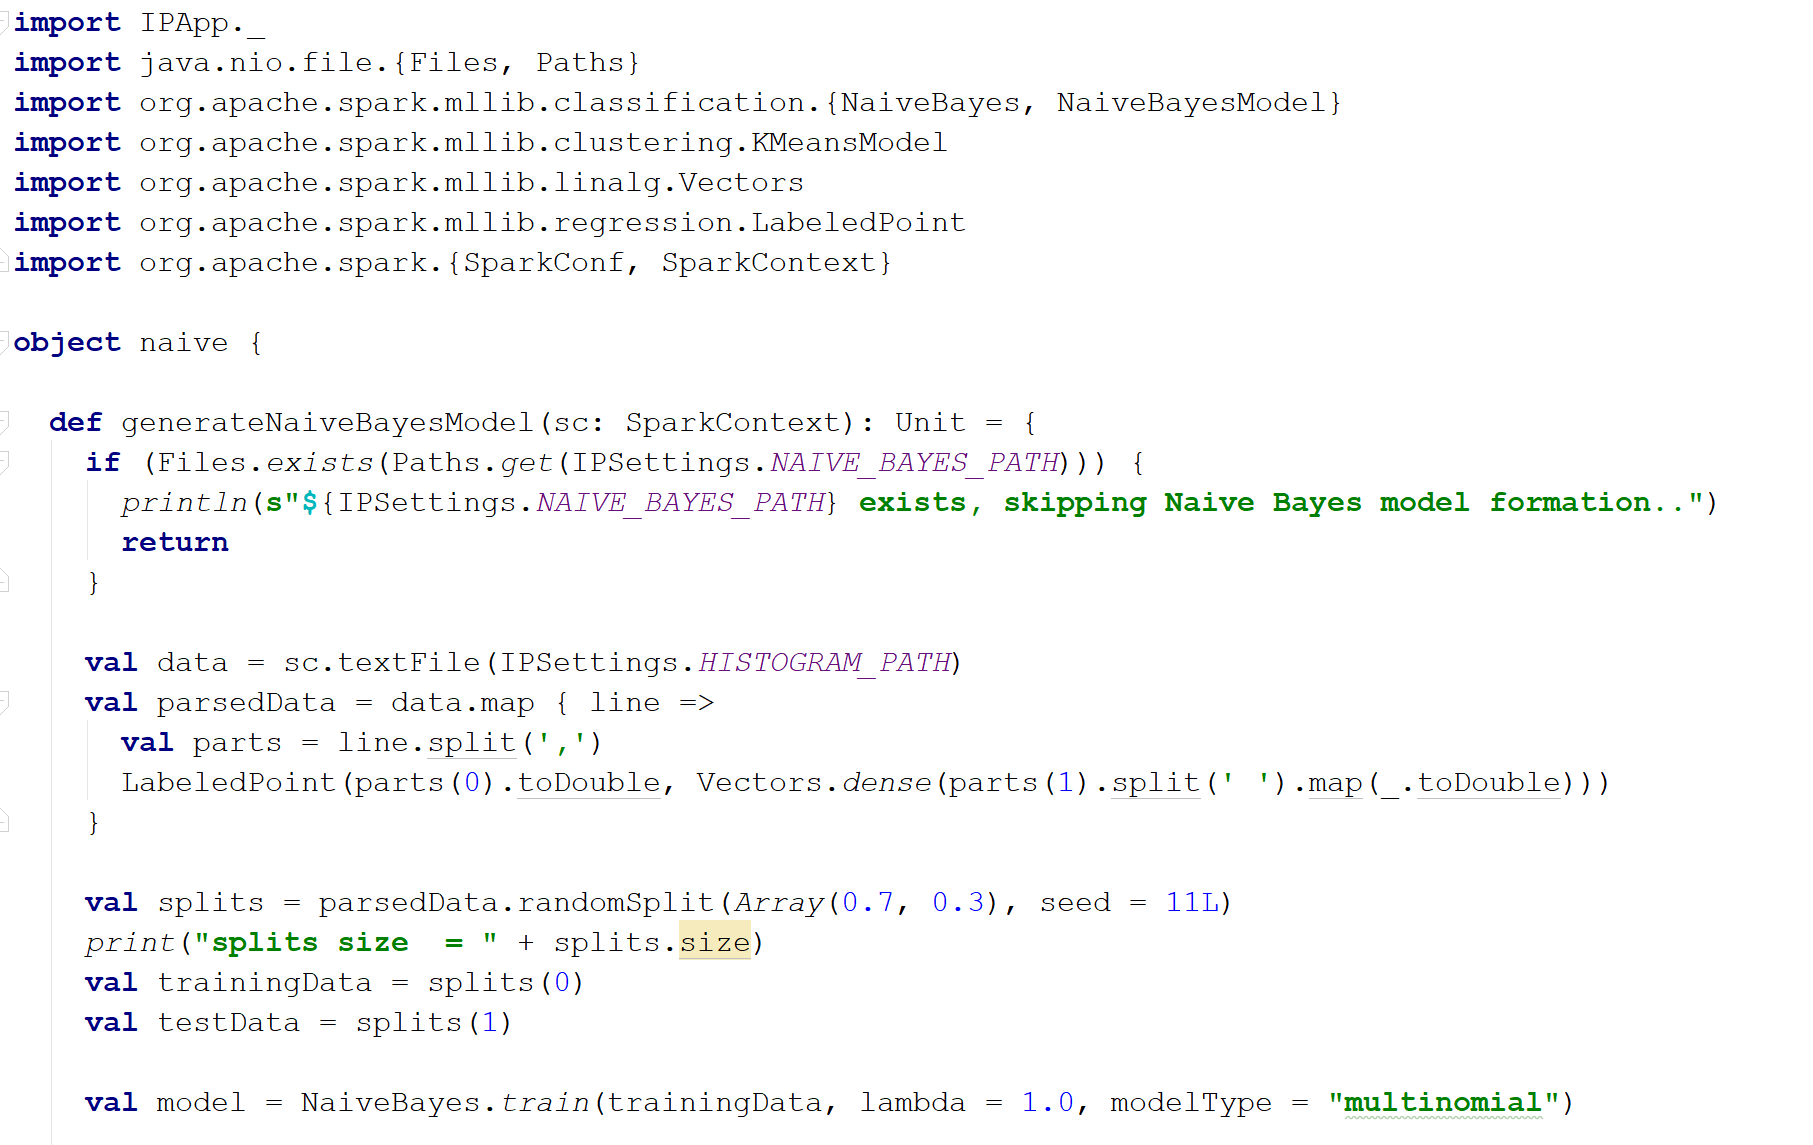 import IPApp._
import java.nio.file.{Files, Paths}
import org.apache.spark.mllib.classification.{NaiveBayes, NaiveBayesModel}
import org.apache.spark.mllib.clustering.KMeansModel
import org.apache.spark.mllib.linalg.Vectors
import org.apache.spark.mllib.regression.LabeledPoint
import org.apache.spark.{SparkConf, SparkContext}
object naive {
def generateNaiveBayesModel(sc: SparkContext): Unit = {
if (Files.exists(Paths.get(IPSettings.NAIVE_BAYES_PATH))) {
println(s"${IPSettings.NAIVE_BAYES_PATH} exists, skipping Naive Bayes model formation..")
return
}
val data = sc.textFile(IPSettings.HISTOGRAM_PATH)
val parsedData = data.map { line =>
val parts = line.split(',')
LabeledPoint(parts(0).toDouble, Vectors.dense(parts(1).split(' ').map(_.toDouble)))
}
val splits = parsedData.randomSplit(Array(0.7, 0.3), seed = 11L)
print("splits size  = " + splits.size)
val trainingData = splits(0)
val testData = splits(1)
val model = NaiveBayes.train(trainingData, lambda = 1.0, modelType = "multinomial")